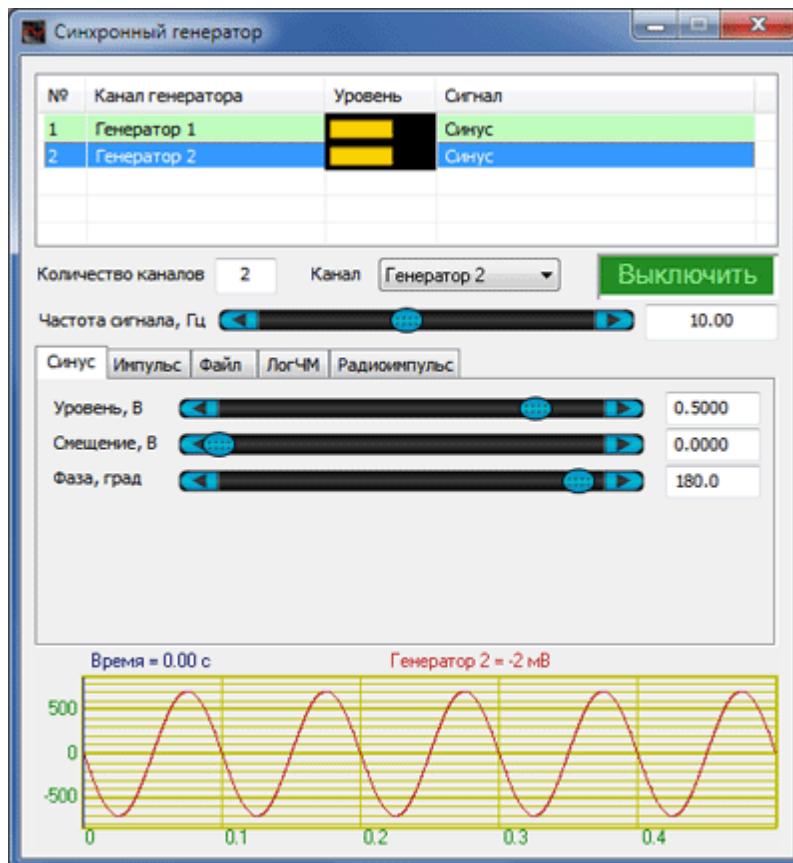 Синхронный генератор
№ Канал генератора Уровень Сигнал
1 Генератор 1 Синус
2 Генератор 2 Синус
Количество каналов 2 Канал Генератор 2 Выключить
Частота сигнала, Гц 10.00
Синус Импульс Файл ЛогЧМ Радиоимпульс
Уровень, В 0.5000
Смещение, В 0.0000
Фаза, град 180.0
Время = 0.00 с Генератор 2 = -2 мВ
500
0
-500
0 0.1 0.2 0.3 0.4